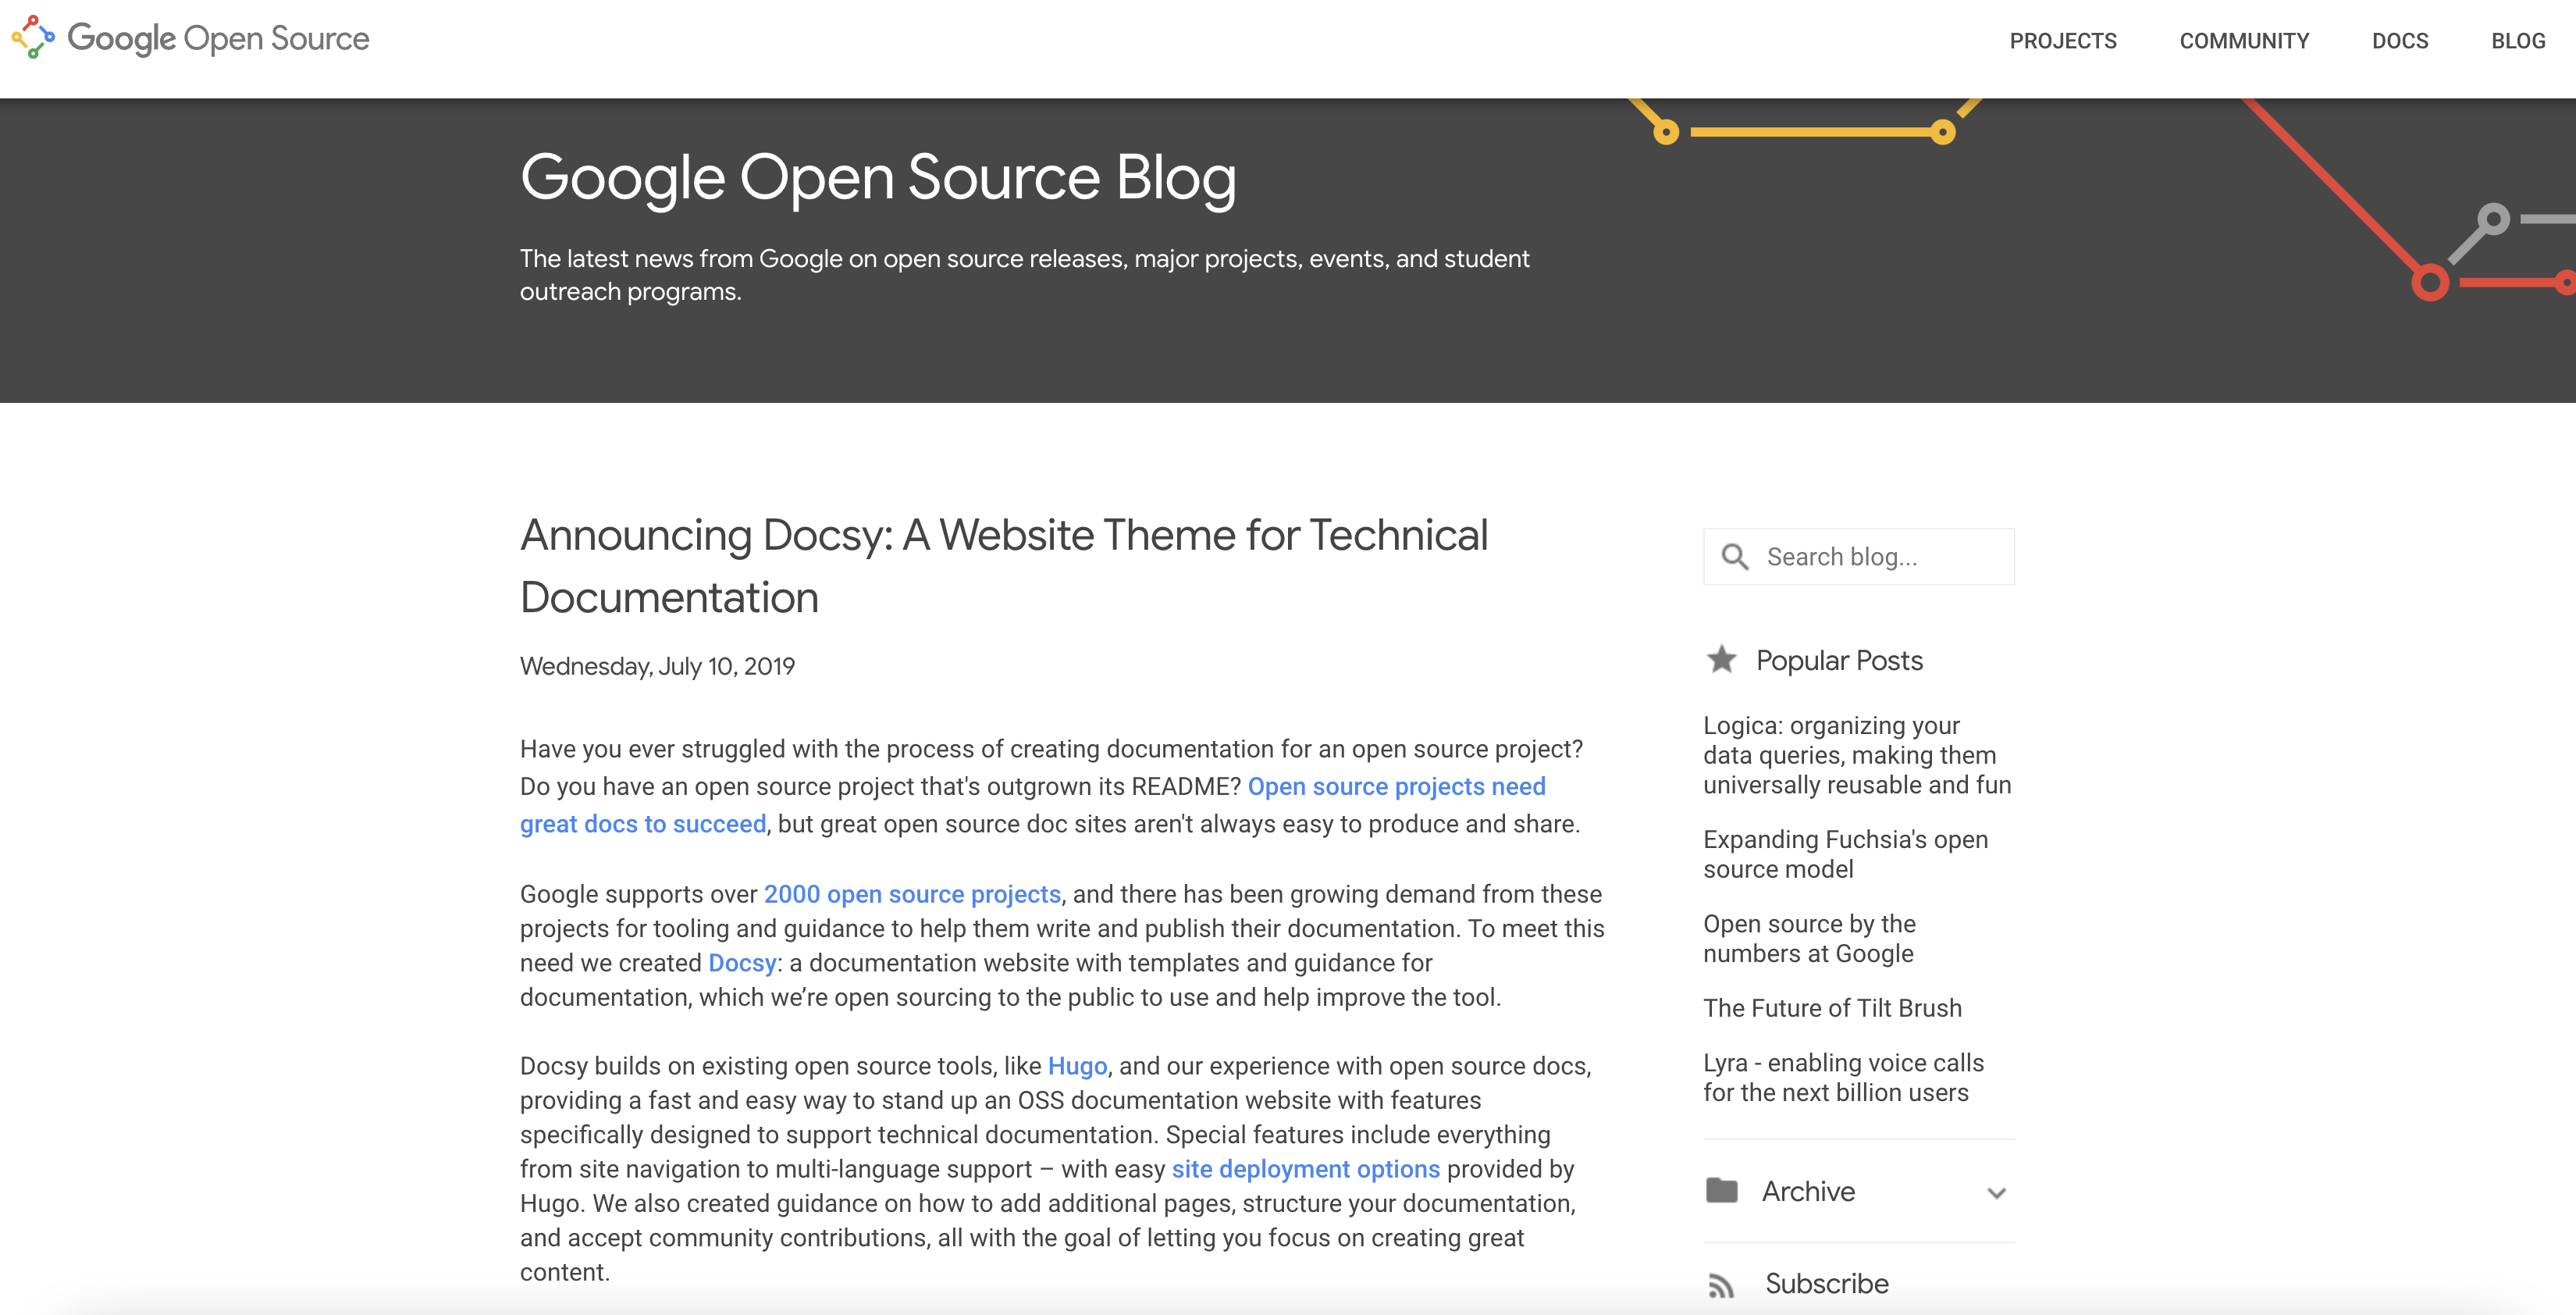 Google Open Source
PROJECTS
COMMUNITY
DOCS
BLOG
Google Open Source Blog
The latest news from Google on open source releases, major projects, events, and student
outreach programs.
Announcing Docsy: A Website Theme for Technical
Documentation
Wednesday, July 10, 2019
Have you ever struggled with the process of creating documentation for an open source project?
Do you have an open source project that's outgrown its README? Open source projects need
great docs to succeed, but great open source doc sites aren't always easy to produce and share.
Google supports over 2000 open source projects, and there has been growing demand from these
projects for tooling and guidance to help them write and publish their documentation. To meet this
need we created Docsy: a documentation website with templates and guidance for
documentation, which we’re open sourcing to the public to use and help improve the tool.
Docsy builds on existing open source tools, like Hugo, and our experience with open source docs,
providing a fast and easy way to stand up an OSS documentation website with features
specifically designed to support technical documentation. Special features include everything
from site navigation to multi-language support – with easy site deployment options provided by
Hugo. We also created guidance on how to add additional pages, structure your documentation,
and accept community contributions, all with the goal of letting you focus on creating great
content.
Search blog...
Popular Posts
Logica: organizing your
data queries, making them
universally reusable and fun
Expanding Fuchsia's open
source model
Open source by the
numbers at Google
The Future of Tilt Brush
Lyra - enabling voice calls
for the next billion users
Archive
Subscribe